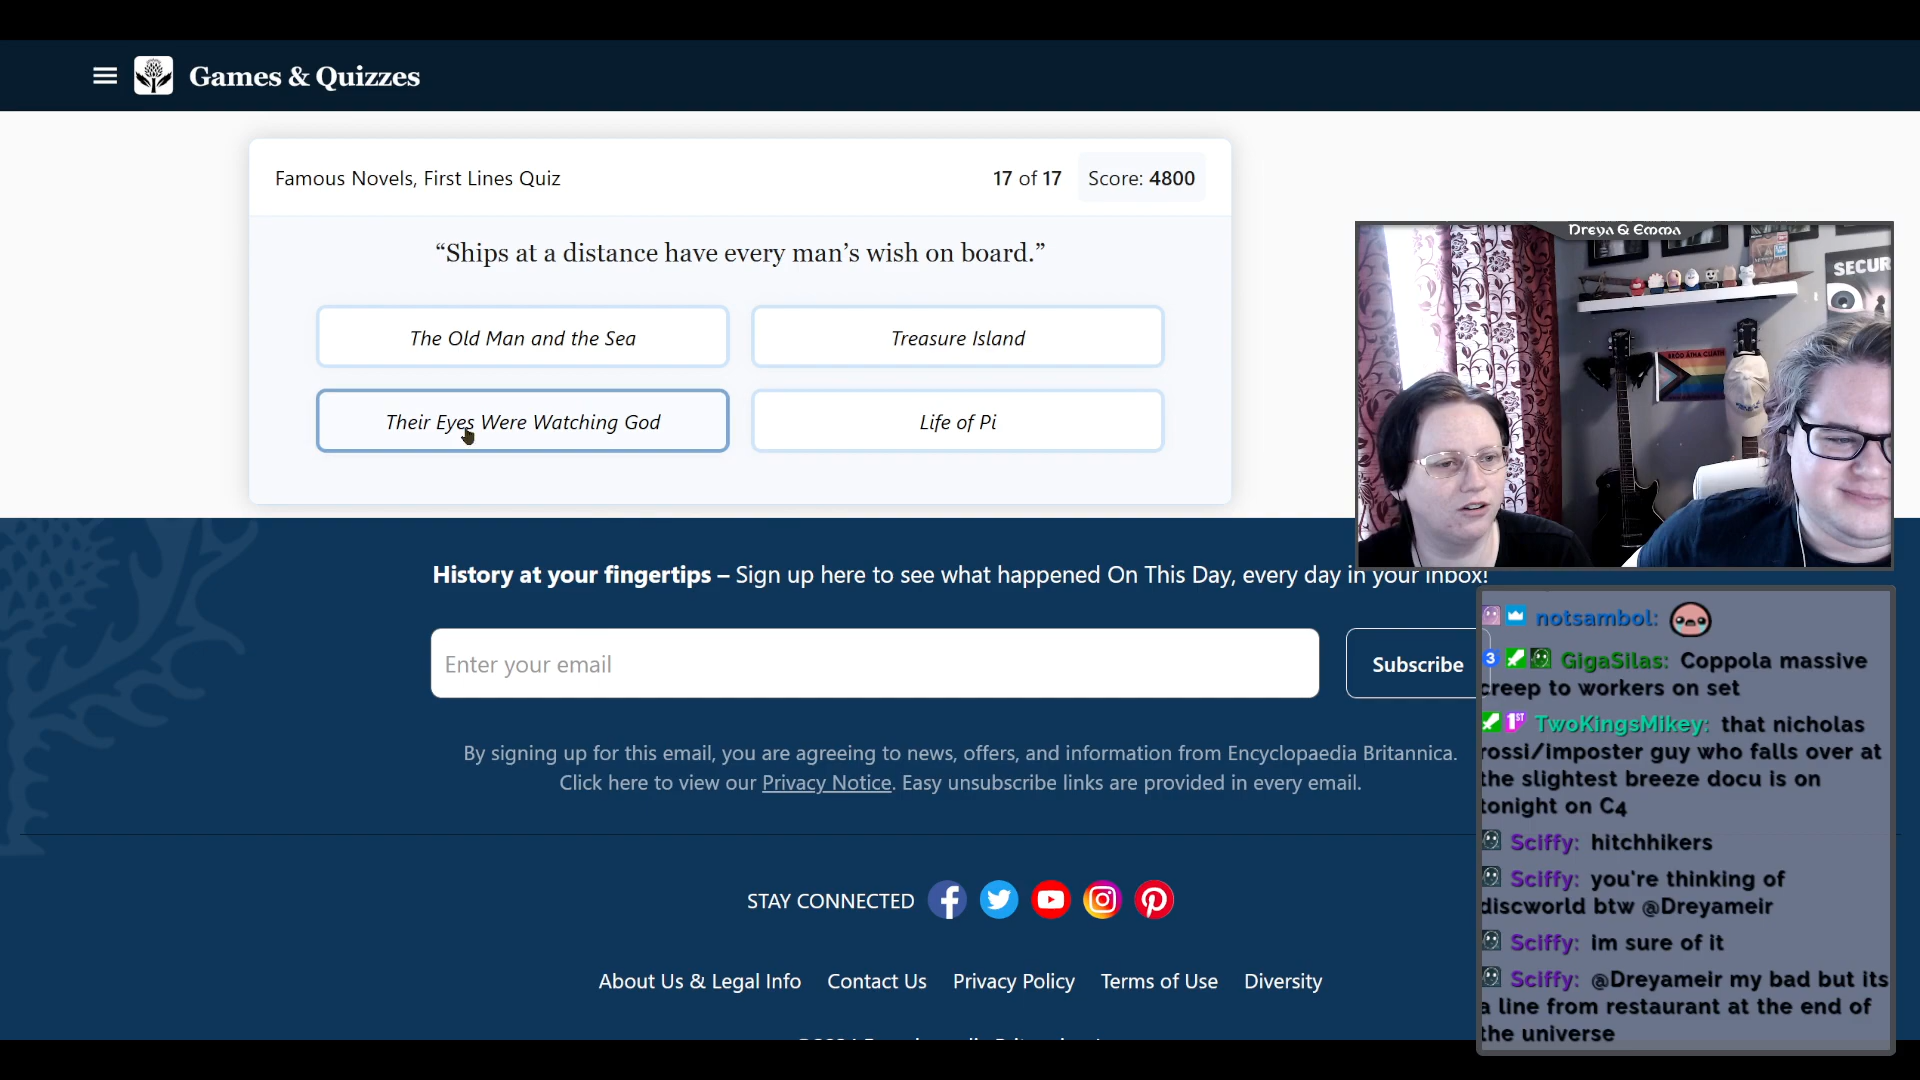 Games & Quizzes
Famous Novels, First Lines Quiz
17 of 17
Score: 4800
“Ships at a distance have every man’s wish on board.”
The Old Man and the Sea
Treasure Island
Their Eyes Were Watching God
Life of Pi
Dreya & Emma
SECUR
History at your fingertips – Sign up here to see what happened On This Day, every day in your inbox!
Enter your email
Subscribe
By signing up for this email, you are agreeing to news, offers, and information from Encyclopaedia Britannica.
Click here to view our Privacy Notice. Easy unsubscribe links are provided in every email.
STAY CONNECTED
About Us & Legal Info
Contact Us
Privacy Policy
Terms of Use
Diversity
notsambol:
3 GigaSilas: Coppola massive
creep to workers on set
1ST TwoKingsMikey: that nicholas
rossi/imposter guy who falls over at
the slightest breeze docu is on
tonight on C4
Sciffy: hitchhikers
Sciffy: you're thinking of
discworld btw @Dreyameir
Sciffy: im sure of it
Sciffy: @Dreyameir my bad but its
a line from restaurant at the end of
the universe